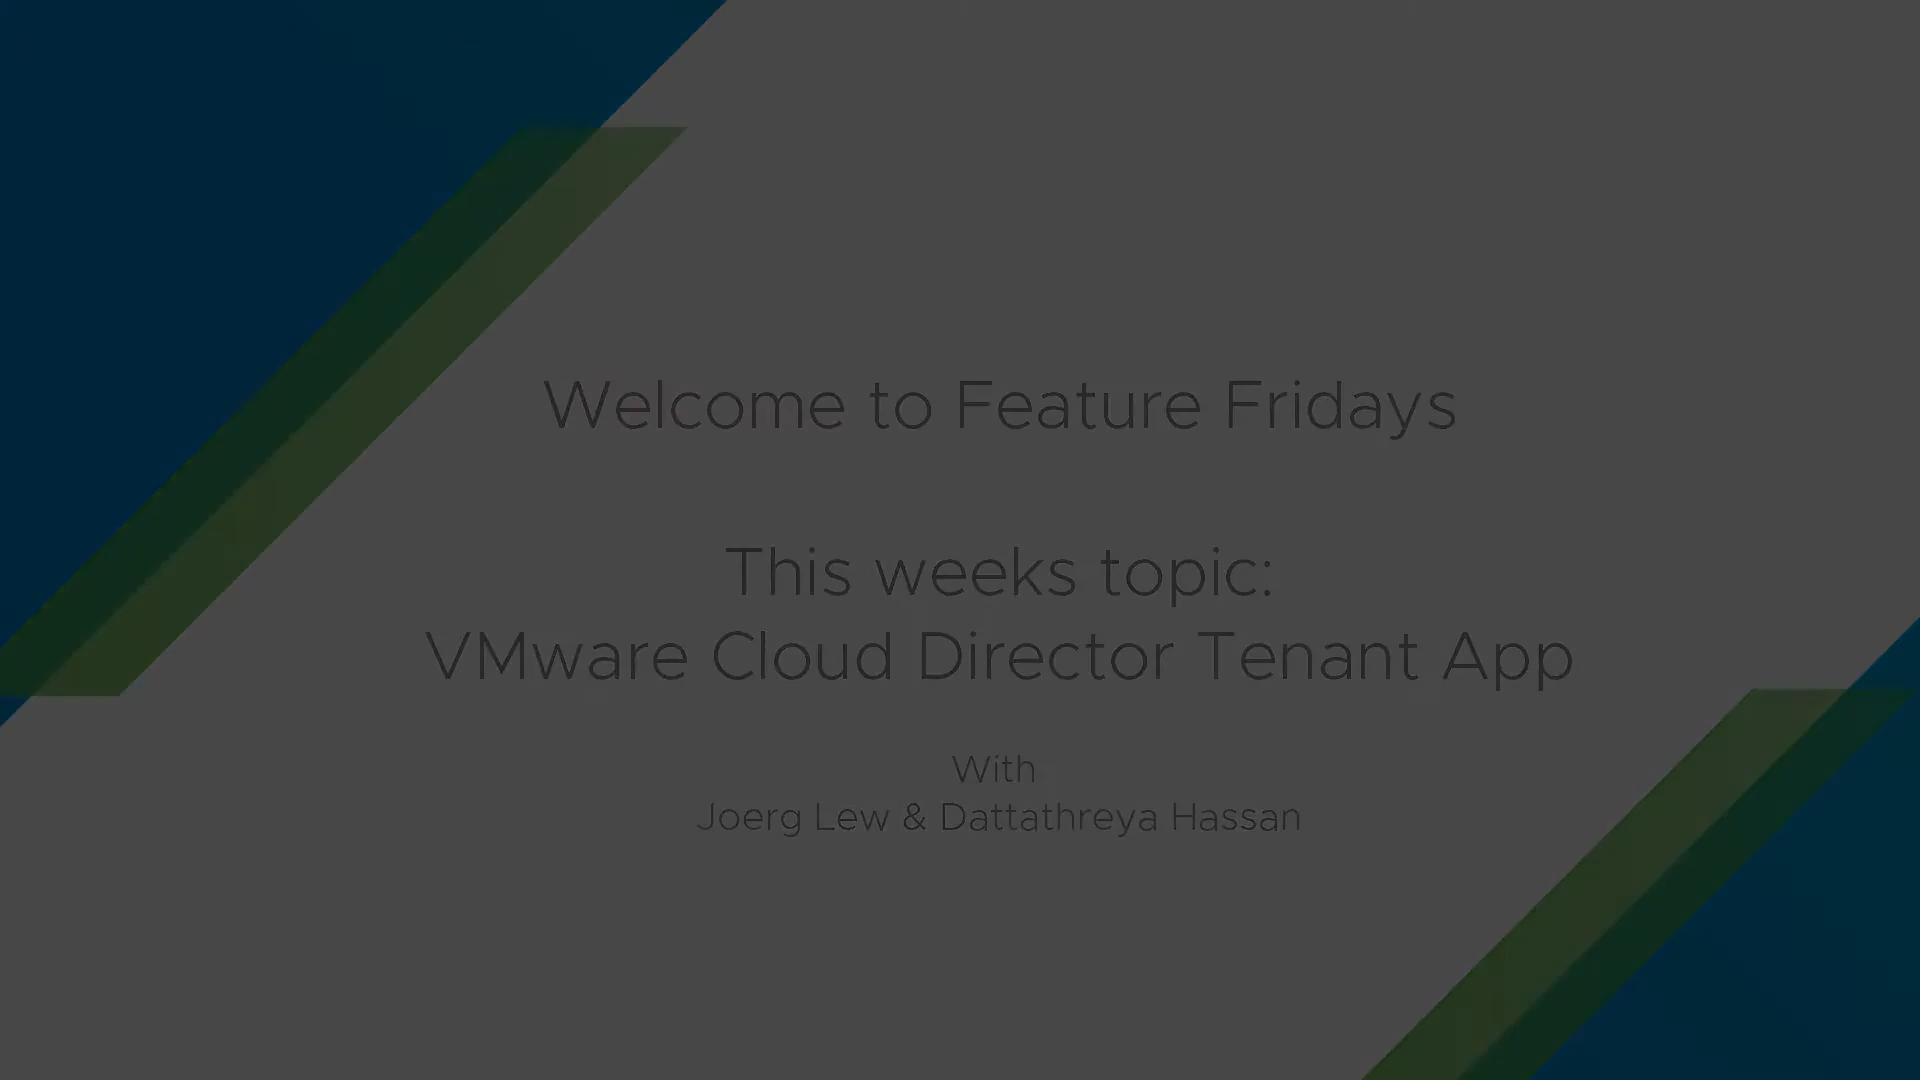 Welcome to Feature Fridays
This weeks topic:
VMware Cloud Director Tenant App
With
Joerg Lew & Dattathreya Hassan